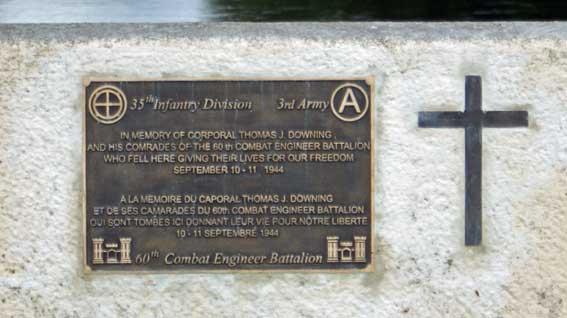 35th Infantry Division 3rd Army A
IN MEMORY OF CORPORAL THOMAS J. DOWNING
AND HIS COMRADES OF THE 60 th COMBAT ENGINEER BATTALION
WHO FELL HERE GIVING THEIR LIVES FOR OUR FREEDOM
SEPTEMBER 10 - 11 1944
A LA MEMOIRE DU CAPORAL THOMAS J. DOWNING
ET DE SES CAMARADES DU 60th COMBAT ENGINEER BATTALION
QUI SONT TOMBÉS ICI DONNANT LEUR VIE POUR NÔTRE LIBERTE
10 - 11 SEPTEMBRE 1944
60th Combat Engineer Battalion